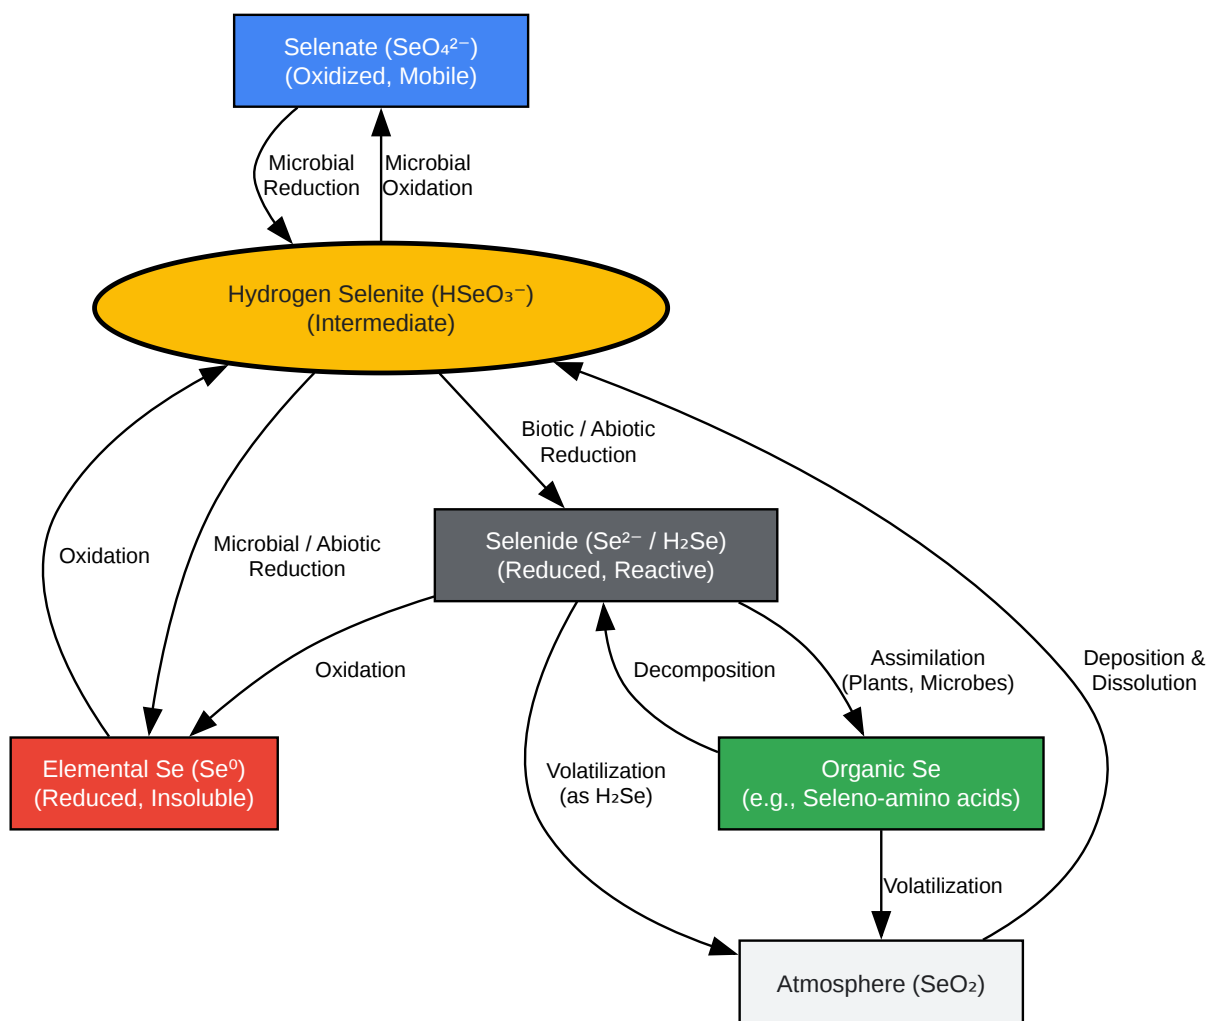 Selenate (SeO₄²⁻)
(Oxidized, Mobile)
Microbial
Reduction
Microbial
Oxidation
Hydrogen Selenite (HSeO₃⁻)
(Intermediate)
Biotic / Abiotic
Reduction
Selenide (Se²⁻ / H₂Se)
(Reduced, Reactive)
Oxidation
Microbial / Abiotic
Reduction
Oxidation
Decomposition
Assimilation
(Plants, Microbes)
Deposition &
Dissolution
Elemental Se (Se⁰)
(Reduced, Insoluble)
Volatilization
(as H₂Se)
Organic Se
(e.g., Seleno-amino acids)
Volatilization
Atmosphere (SeO₂)